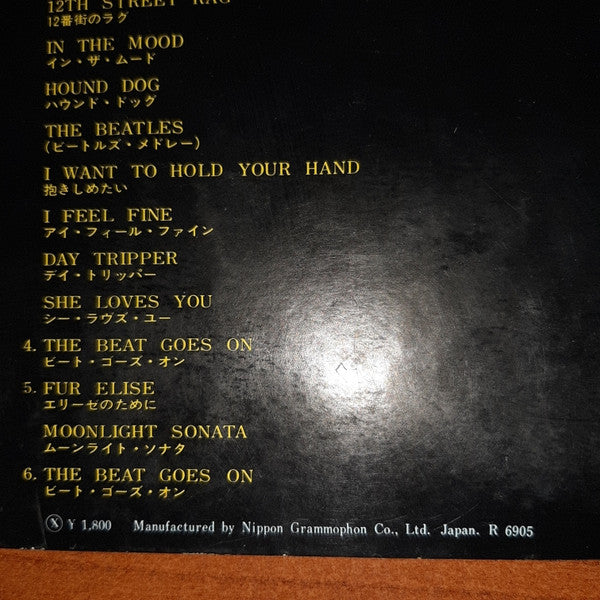 12TH STREET RAG
12番街のラグ
IN THE MOOD
イン・ザ・ムード
HOUND DOG
ハウンド・ドッグ
THE BEATLES
(ビートルズ・メドレー)
I WANT TO HOLD YOUR HAND
抱きしめたい
I FEEL FINE
アイ・フィール・ファイン
DAY TRIPPER
デイ・トリッパー
SHE LOVES YOU
シー・ラヴズ・ユー
4. THE BEAT GOES ON
ビート・ゴーズ・オン
5. FUR ELISE
エリーゼのために
MOONLIGHT SONATA
ムーンライト・ソナタ
6. THE BEAT GOES ON
ビート・ゴーズ・オン
Ⓧ ¥ 1,800 Manufactured by Nippon Grammophon Co., Ltd. Japan. R 6905